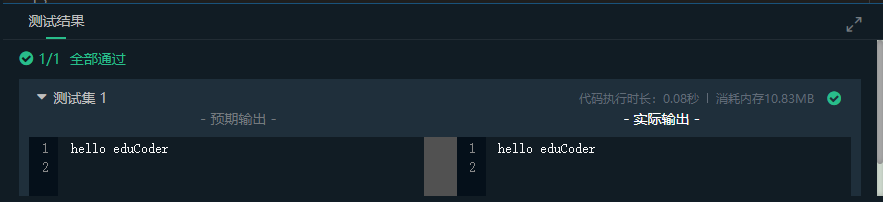 测试结果
1/1 全部通过
测试集 1
代码执行时长：0.08秒 | 消耗内存10.83MB
- 预期输出 -
- 实际输出 -
1 hello eduCoder
2
1 hello eduCoder
2